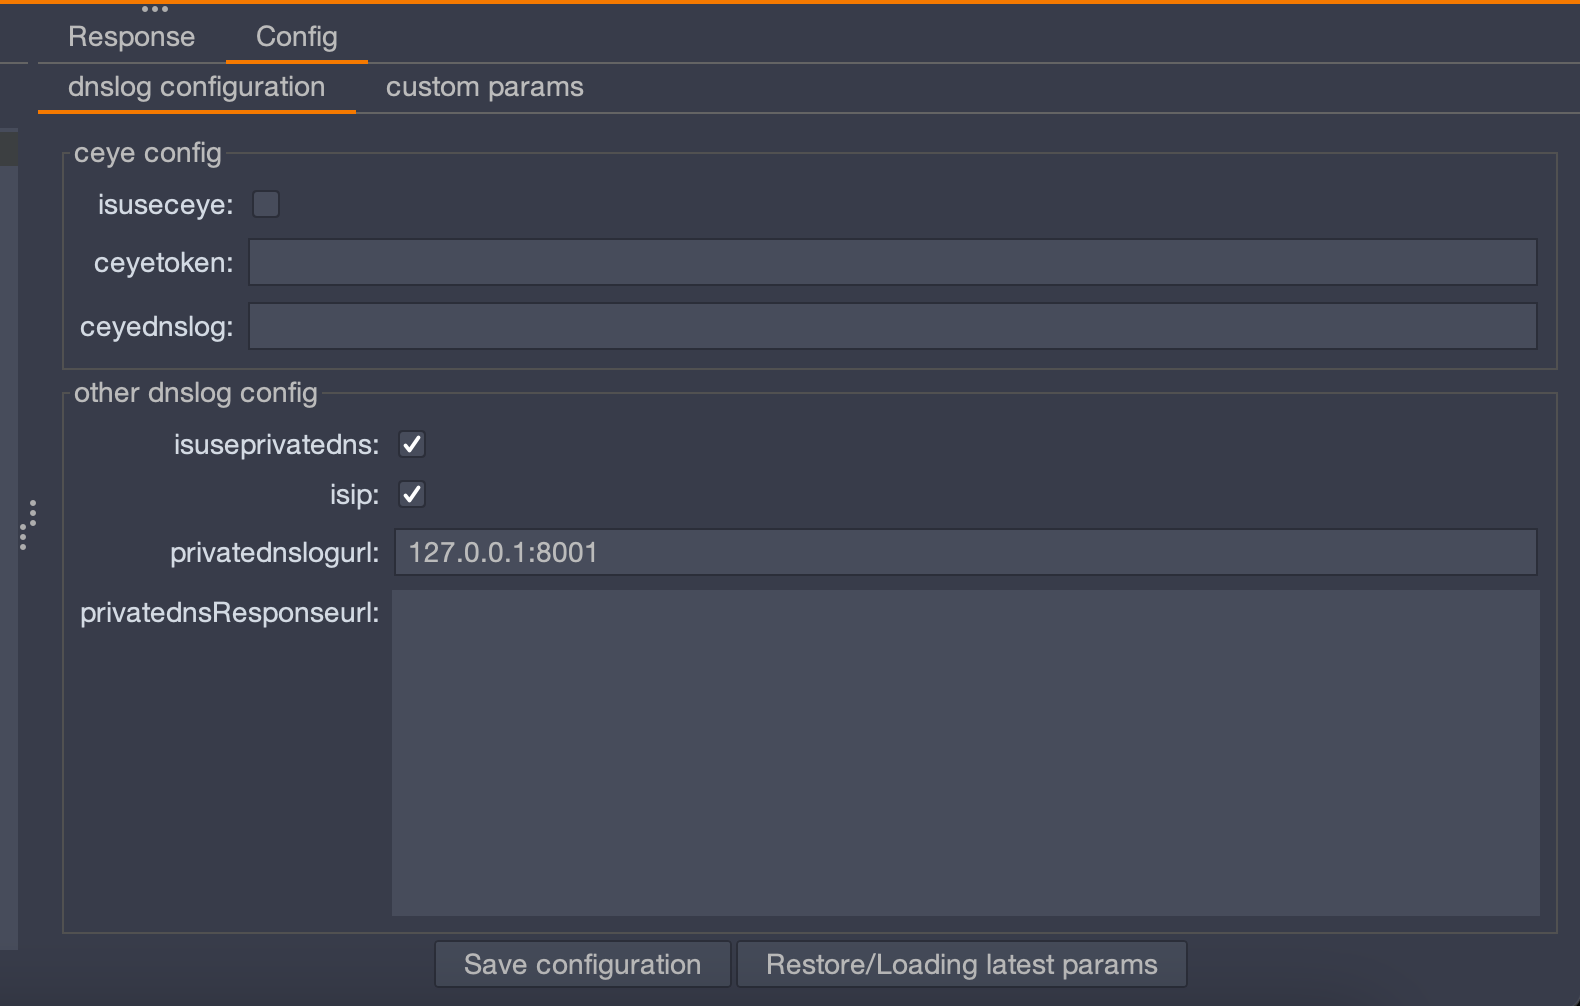 Response Config
dnslog configuration custom params
ceye config
isuseceye:
ceyetoken:
ceyednslog:
other dnslog config
isuseprivatedns:
isip:
privatednslogurl: 127.0.0.1:8001
privatednsResponseurl:
Save configuration Restore/Loading latest params